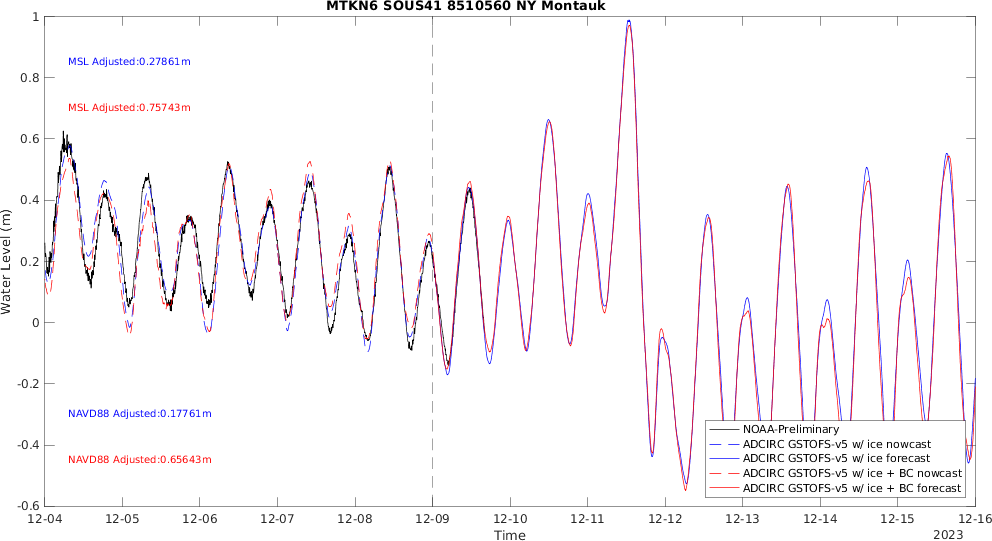 MTKN6 SOUS41 8510560 NY Montauk
1
0.8
0.6
0.4
0.2
0
-0.2
-0.4
-0.6
Water Level (m)
MSL Adjusted:0.27861m
MSL Adjusted:0.75743m
NAVD88 Adjusted:0.17761m
NAVD88 Adjusted:0.65643m
NOAA-Preliminary
ADCIRC GSTOFS-v5 w/ ice nowcast
ADCIRC GSTOFS-v5 w/ ice forecast
ADCIRC GSTOFS-v5 w/ ice + BC nowcast
ADCIRC GSTOFS-v5 w/ ice + BC forecast
12-04 12-05 12-06 12-07 12-08 12-09 12-10 12-11 12-12 12-13 12-14 12-15 12-16
Time
2023